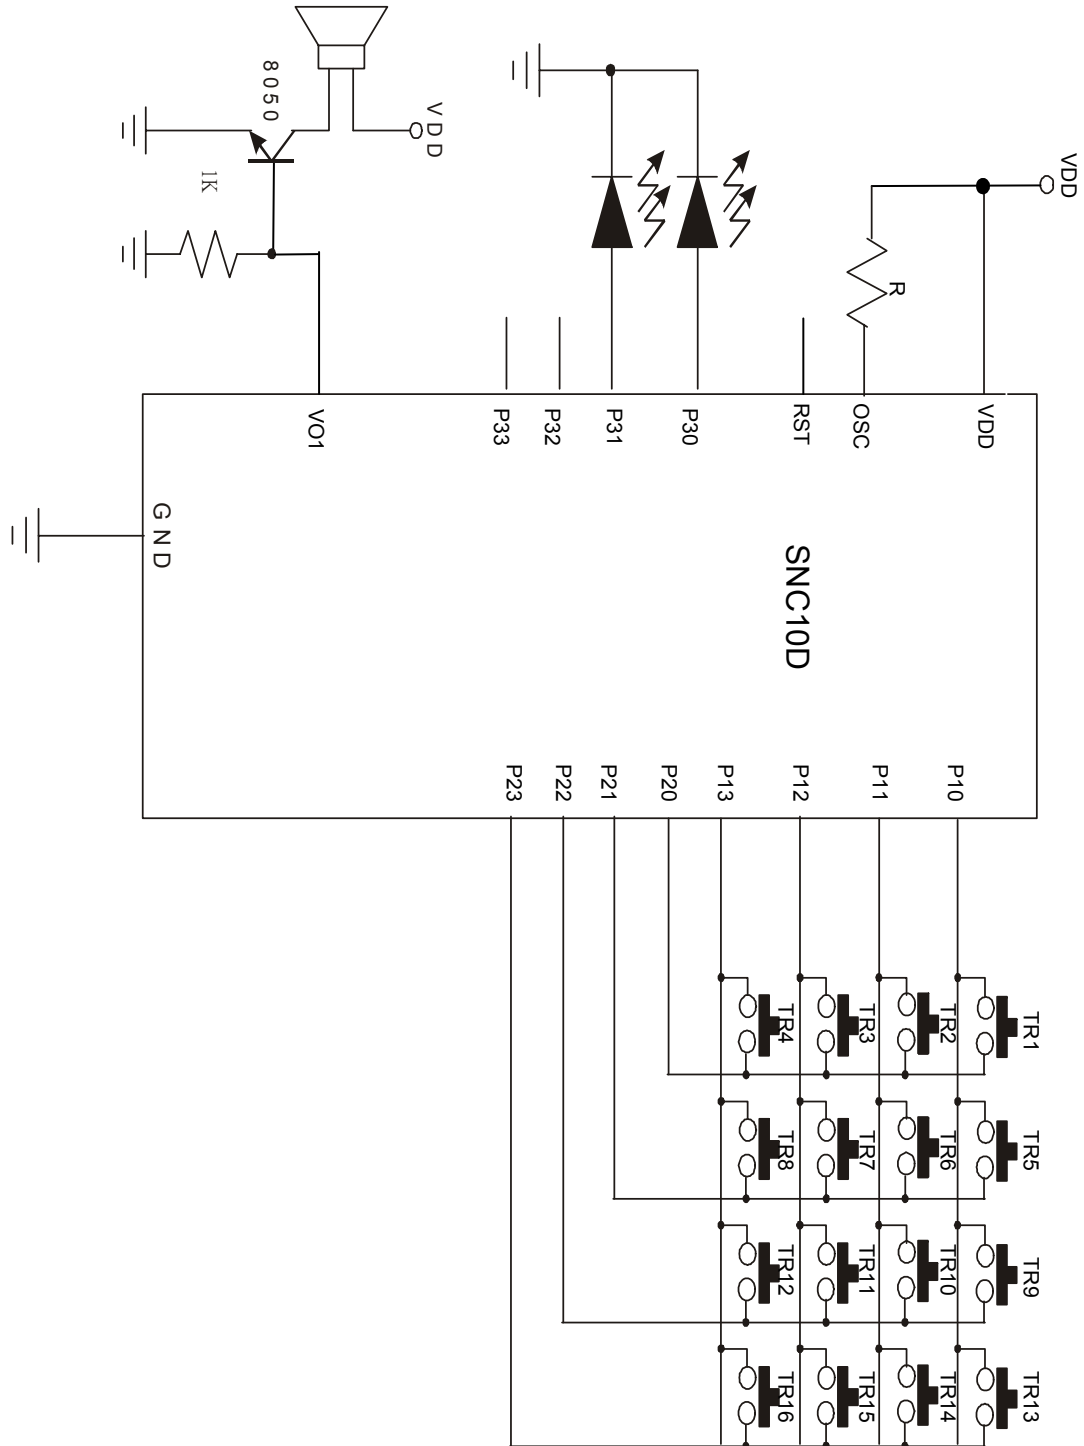 8050
VDD
1K
VDD
R
VO1
P33
P32
P31
P30
RST
OSC
VDD
GND
SNC10D
P23
P22
P21
P20
P13
P12
P11
P10
TR4
TR3
TR2
TR1
TR8
TR7
TR6
TR5
TR12
TR11
TR10
TR9
TR16
TR15
TR14
TR13